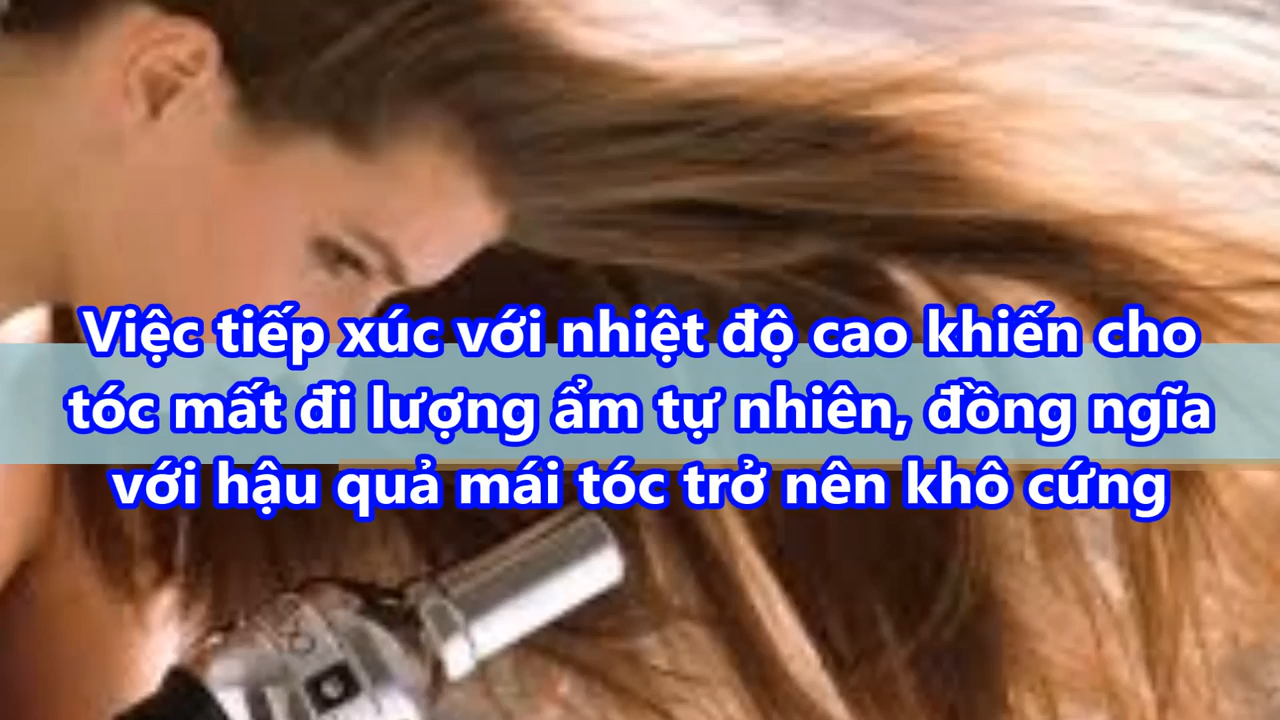 Việc tiếp xúc với nhiệt độ cao khiến cho
tóc mất đi lượng ẩm tự nhiên, đồng ngĩa
với hậu quả mái tóc trở nên khô cứng